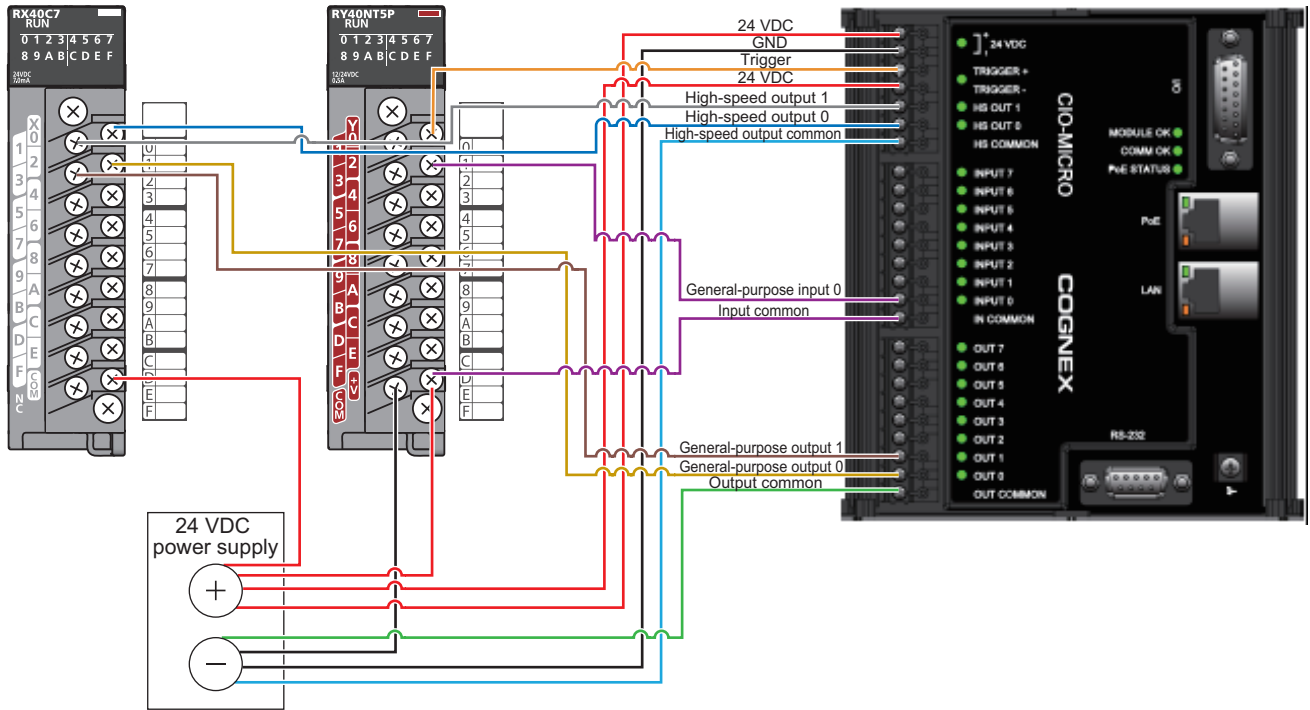 RX40C7
RUN
0 1 2 3 4 5 6 7
8 9 A B C D E F
24VDC
7.0mA
X
0
1
2
3
4
5
6
7
8
9
A
B
C
D
E
F
COM
NC
0
1
2
3
4
5
6
7
8
9
A
B
C
D
E
F
RY40NT5P
RUN
0 1 2 3 4 5 6 7
8 9 A B C D E F
12/24VDC
0.5A
Y0
1
2
3
4
5
6
7
8
9
A
B
C
D
E
F
+V
COM
0
1
2
3
4
5
6
7
8
9
A
B
C
D
E
F
24 VDC
GND
Trigger
24 VDC
High-speed output 1
High-speed output 0
High-speed output common
General-purpose input 0
Input common
General-purpose output 1
General-purpose output 0
Output common
+
-
24 VDC
TRIGGER +
TRIGGER -
HS OUT 1
HS OUT 0
HS COMMON
INPUT 7
INPUT 6
INPUT 5
INPUT 4
INPUT 3
INPUT 2
INPUT 1
INPUT 0
IN COMMON
OUT 7
OUT 6
OUT 5
OUT 4
OUT 3
OUT 2
OUT 1
OUT 0
OUT COMMON
CIO-MICRO
COGNEX
MODULE OK
COMM OK
PoE STATUS
PoE
LAN
RS-232
24 VDC
power supply
+
−